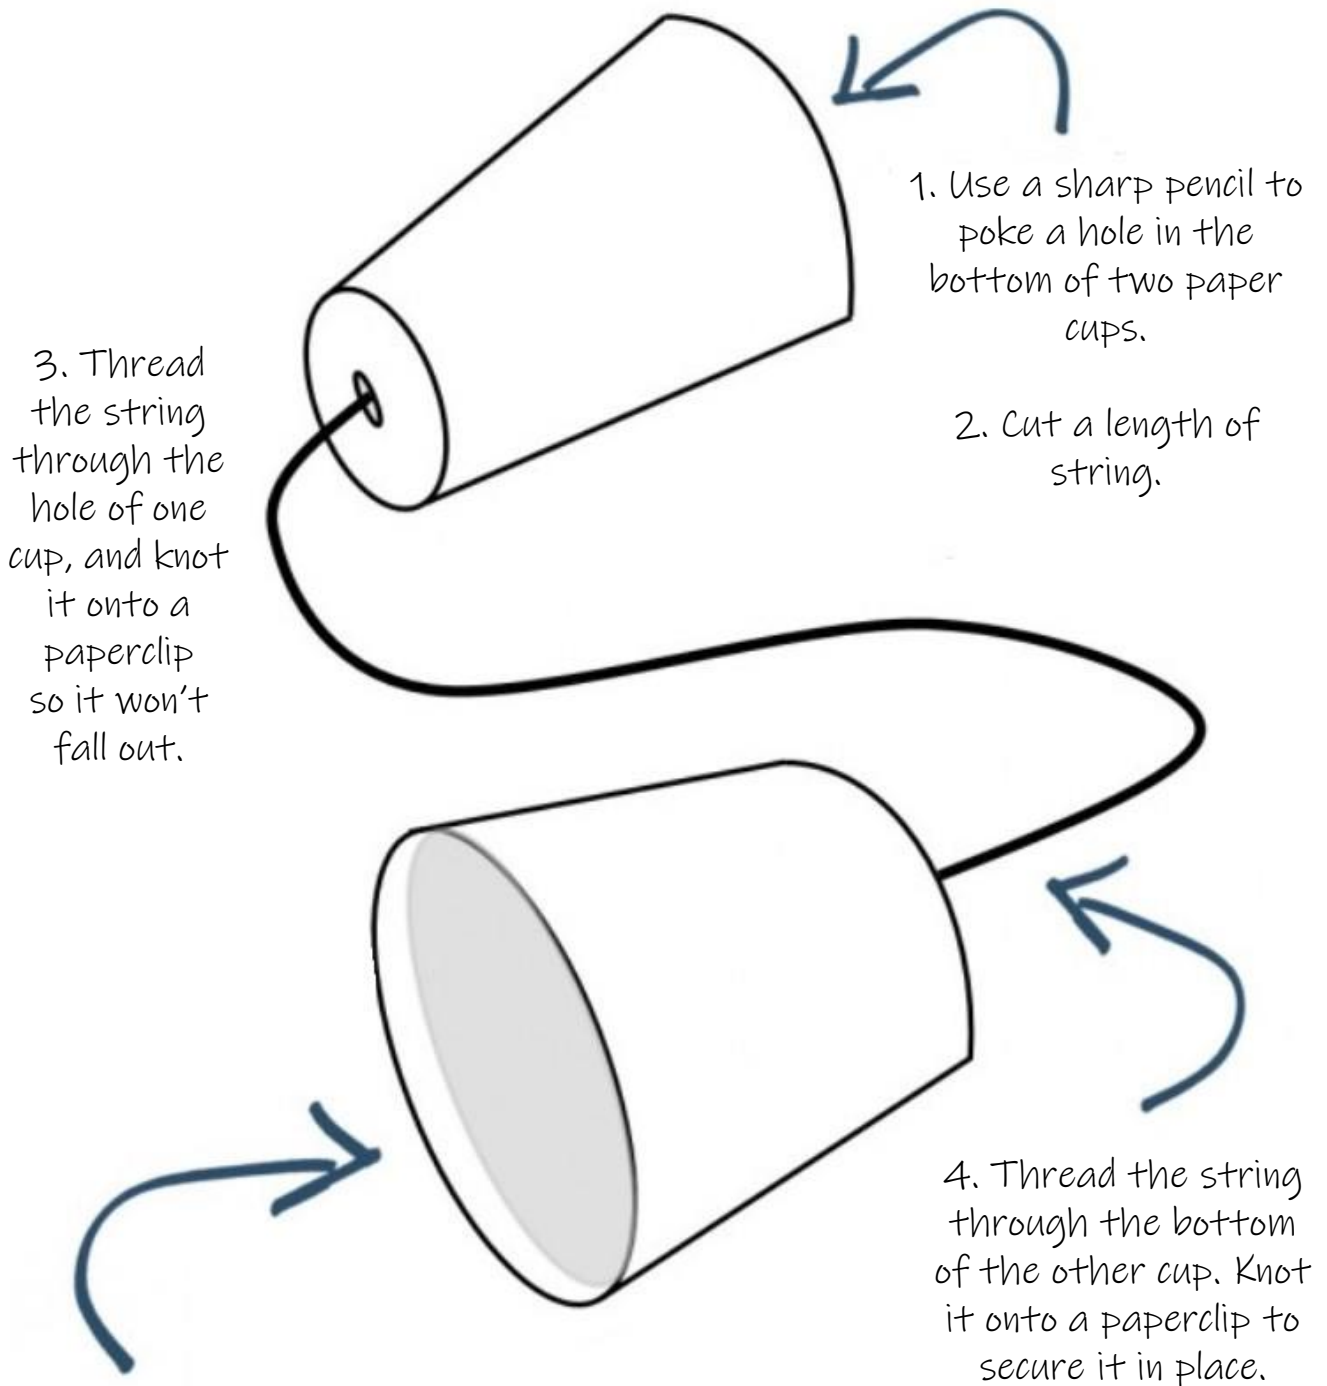 1. Use a sharp pencil to
poke a hole in the
bottom of two paper
cups.
2. Cut a length of
string.
3. Thread
the string
through the
hole of one
cup, and knot
it onto a
paperclip
so it won't
fall out.
4. Thread the string
through the bottom
of the other cup. Knot
it onto a paperclip to
secure it in place.